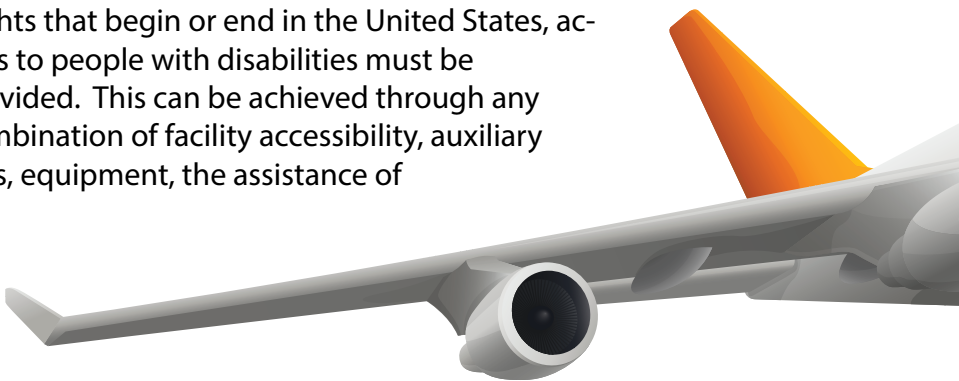 hts that begin or end in the United States, ac-
s to people with disabilities must be
vided.  This can be achieved through any
mbination of facility accessibility, auxiliary
s, equipment, the assistance of